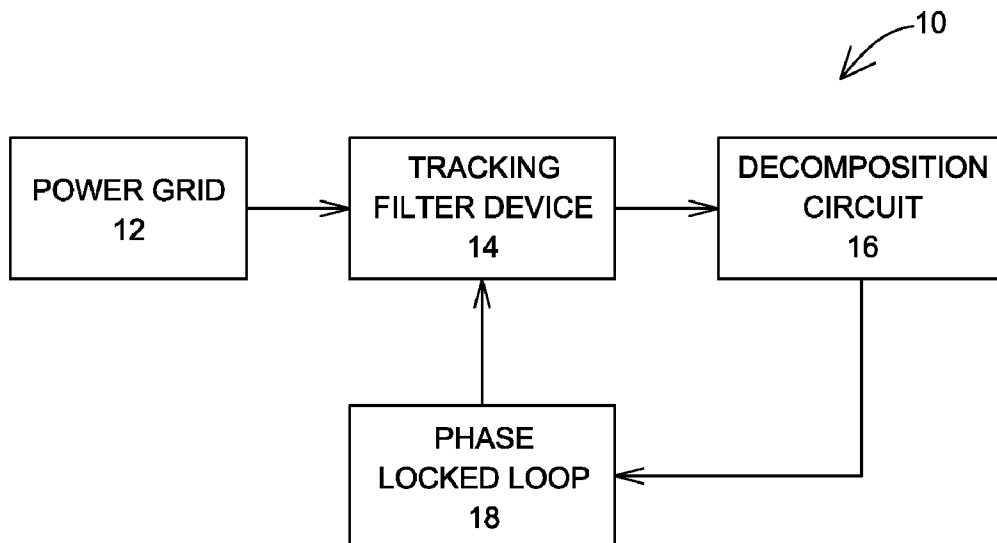 10
POWER GRID
12
TRACKING
FILTER DEVICE
14
DECOMPOSITION
CIRCUIT
16
PHASE
LOCKED LOOP
18